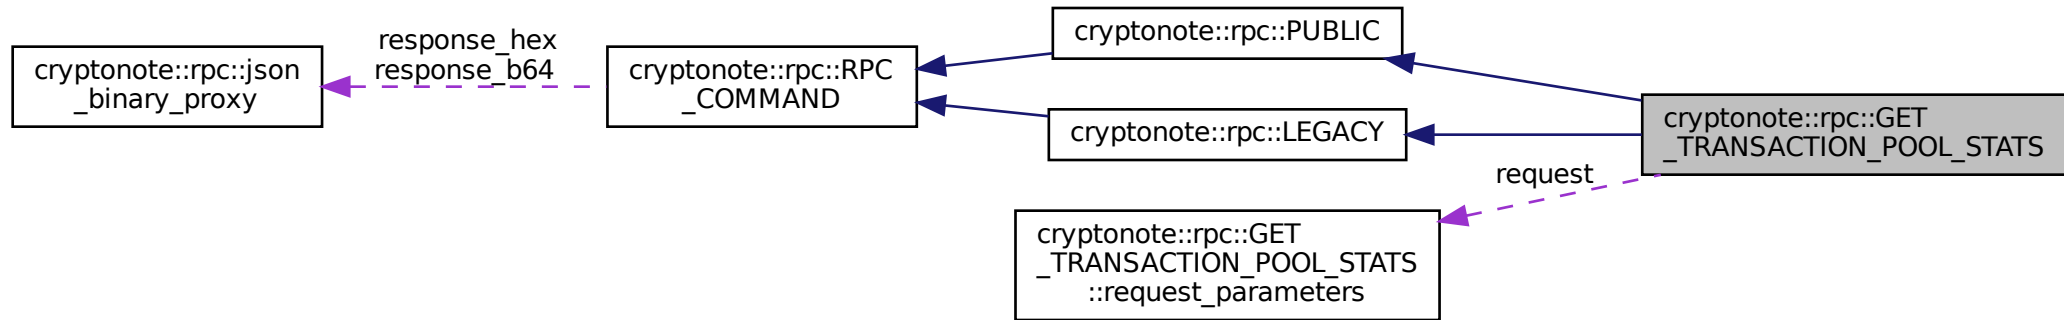 cryptonote::rpc::json
_binary_proxy
response_hex
response_b64
cryptonote::rpc::RPC
_COMMAND
cryptonote::rpc::PUBLIC
cryptonote::rpc::LEGACY
cryptonote::rpc::GET
_TRANSACTION_POOL_STATS
request
cryptonote::rpc::GET
_TRANSACTION_POOL_STATS
::request_parameters